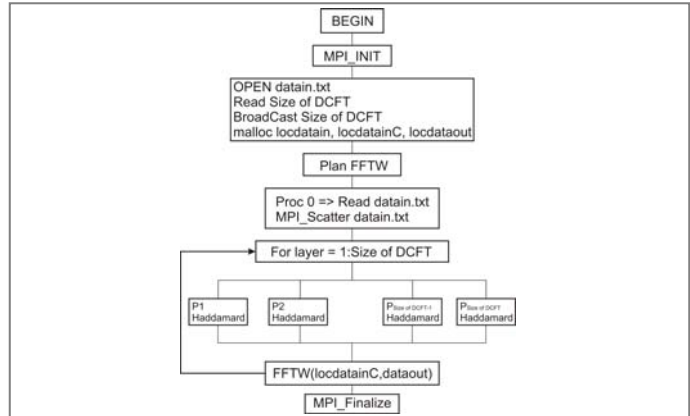 BEGIN
MPI_INIT
OPEN datain.txt
Read Size of DCFT
BroadCast Size of DCFT
malloc locdatain, locdatainC, locdataout
Plan FFTW
Proc 0 => Read datain.txt
MPI_Scatter datain.txt
For layer = 1:Size of DCFT
P1
Haddamard
P2
Haddamard
PSize of DCFT-1
Haddamard
PSize of DCFT
Haddamard
FFTW(locdatainC,dataout)
MPI_Finalize